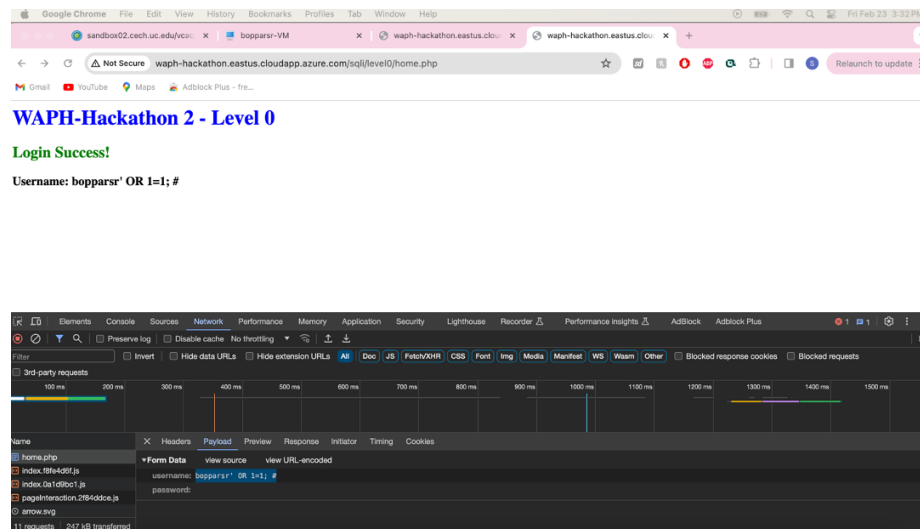 Google Chrome File Edit View History Bookmarks Profiles Tab Window Help Fri Feb 23 3:32 PM
sandbox02.cech.uc.edu/vcac × bopparsr-VM × waph-hackathon.eastus.clou × waph-hackathon.eastus.clou × +
Not Secure waph-hackathon.eastus.cloudapp.azure.com/sqli/level0/home.php ABP S Relaunch to update
Gmail YouTube Maps Adblock Plus - fre...
WAPH-Hackathon 2 - Level 0
Login Success!
Username: bopparsr' OR 1=1; #
Elements Console Sources Network Performance Memory Application Security Lighthouse Recorder Performance insights AdBlock Adblock Plus 1 1
Preserve log Disable cache No throttling
Filter Invert Hide data URLs Hide extension URLs All Doc JS Fetch/XHR CSS Font Img Media Manifest WS Wasm Other Blocked response cookies Blocked requests
3rd-party requests
100 ms 200 ms 300 ms 400 ms 500 ms 600 ms 700 ms 800 ms 900 ms 1000 ms 1100 ms 1200 ms 1300 ms 1400 ms 1500 ms
Name × Headers Payload Preview Response Initiator Timing Cookies
home.php ▼Form Data view source view URL-encoded
index.f8fe4d6f.js username: bopparsr' OR 1=1; #
index.0a1d9bc1.js password:
pageInteraction.2f84ddce.js
arrow.svg
11 requests 247 kB transferred